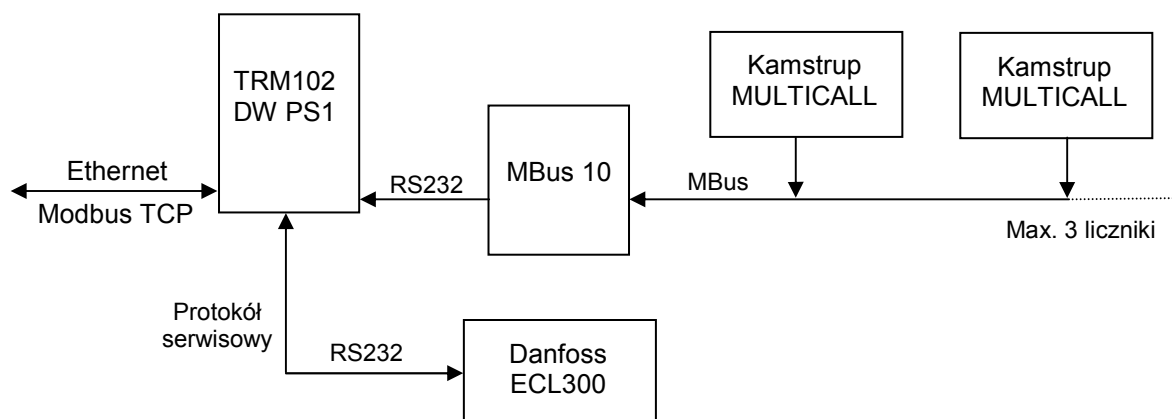 TRM102
DW PS1
Kamstrup
MULTICALL
Kamstrup
MULTICALL
MBus 10
Ethernet
Modbus TCP
RS232
MBus
Max. 3 liczniki
Protokół
serwisowy
RS232
Danfoss
ECL300